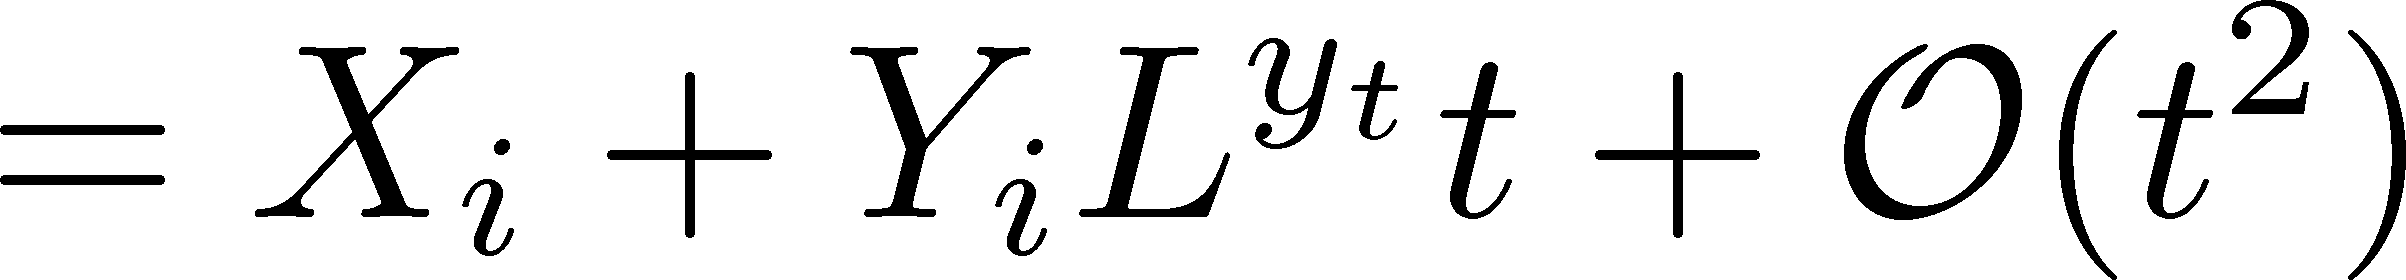 = X_i + Y_i L^{y_t} t + \mathcal{O}(t^2)